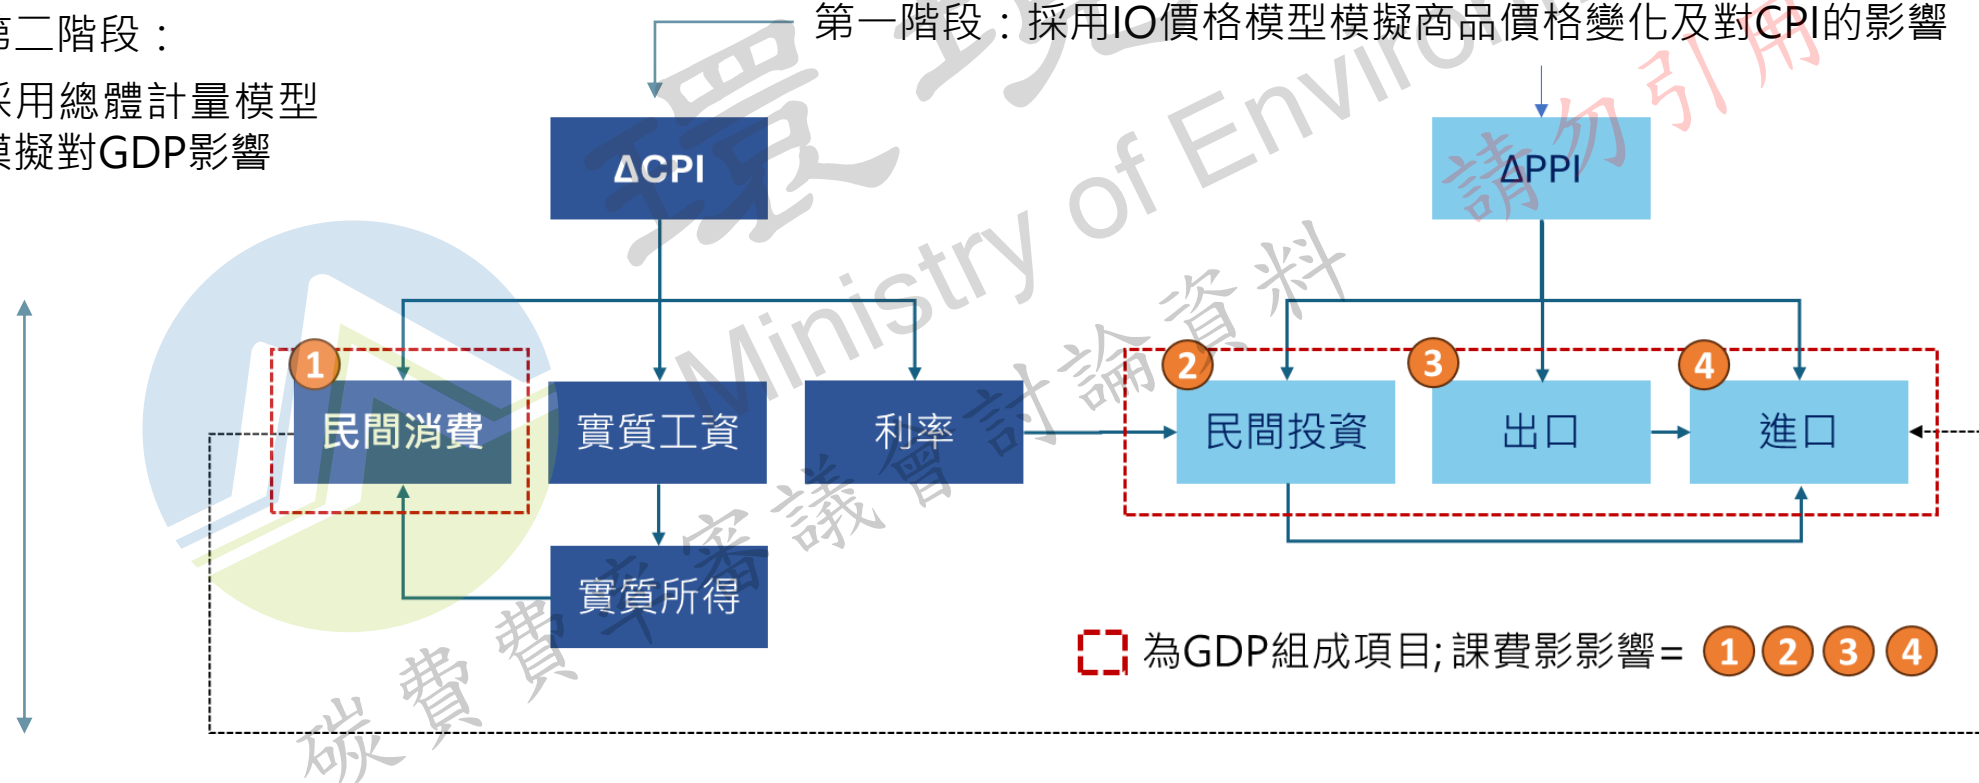 第一階段：採用IO價格模型模擬商品價格變化及對CPI的影響
第二階段：
採用總體計量模型
模擬對GDP影響
ΔCPI
ΔPPI
1
2
3
4
民間消費
實質工資
利率
民間投資
出口
進口
實質所得
為GDP組成項目;課費影影響= 1 2 3 4
環境
Ministry of Environ
碳費費率審議會討論資料
請勿引用